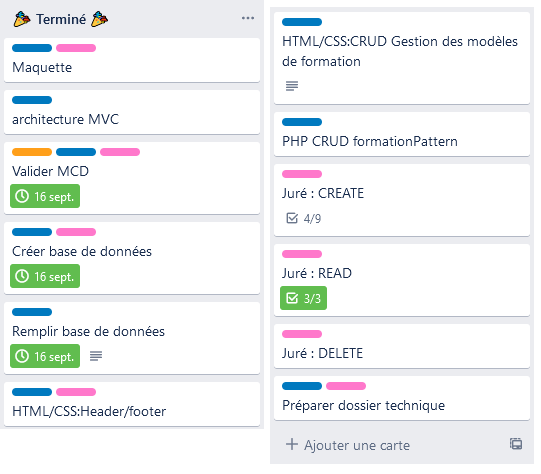 Terminé
Maquette
architecture MVC
Valider MCD
16 sept.
Créer base de données
16 sept.
Remplir base de données
16 sept.
HTML/CSS:Header/footer
HTML/CSS:CRUD Gestion des modèles
de formation
PHP CRUD formationPattern
Juré : CREATE
4/9
Juré : READ
3/3
Juré : DELETE
Préparer dossier technique
Ajouter une carte